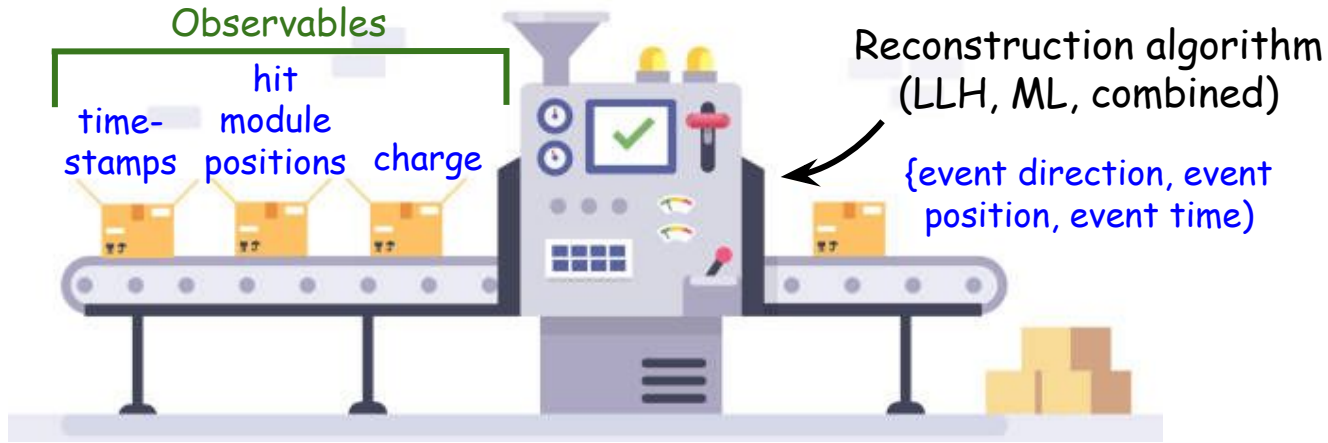 Observables
time-
stamps
hit
module
positions
charge
Reconstruction algorithm
(LLH, ML, combined)
{event direction, event
position, event time)